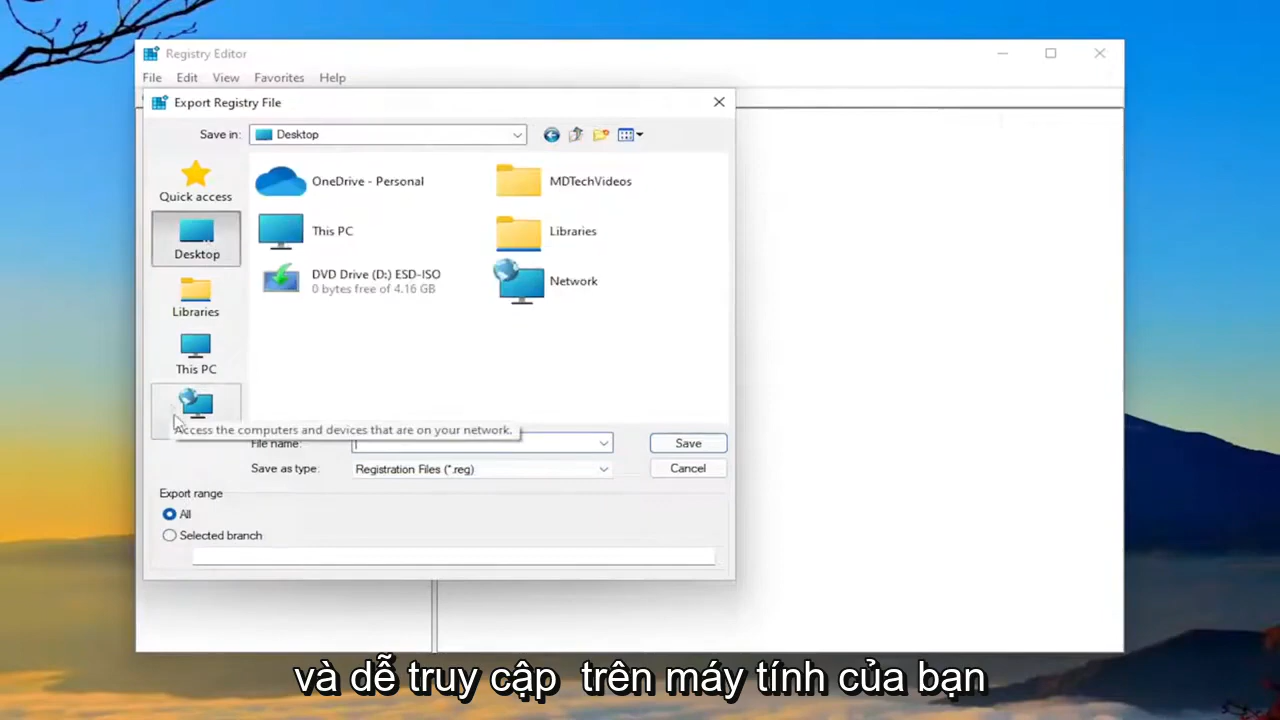 Registry Editor
File Edit View Favorites Help
Export Registry File
Save in: Desktop
Quick access
Desktop
Libraries
This PC
OneDrive - Personal
This PC
DVD Drive (D:) ESD-ISO
0 bytes free of 4.16 GB
MDTechVideos
Libraries
Network
Access the computers and devices that are on your network.
File name:
Save
Save as type: Registration Files (*.reg)
Cancel
Export range
All
Selected branch
và dễ truy cập trên máy tính của bạn